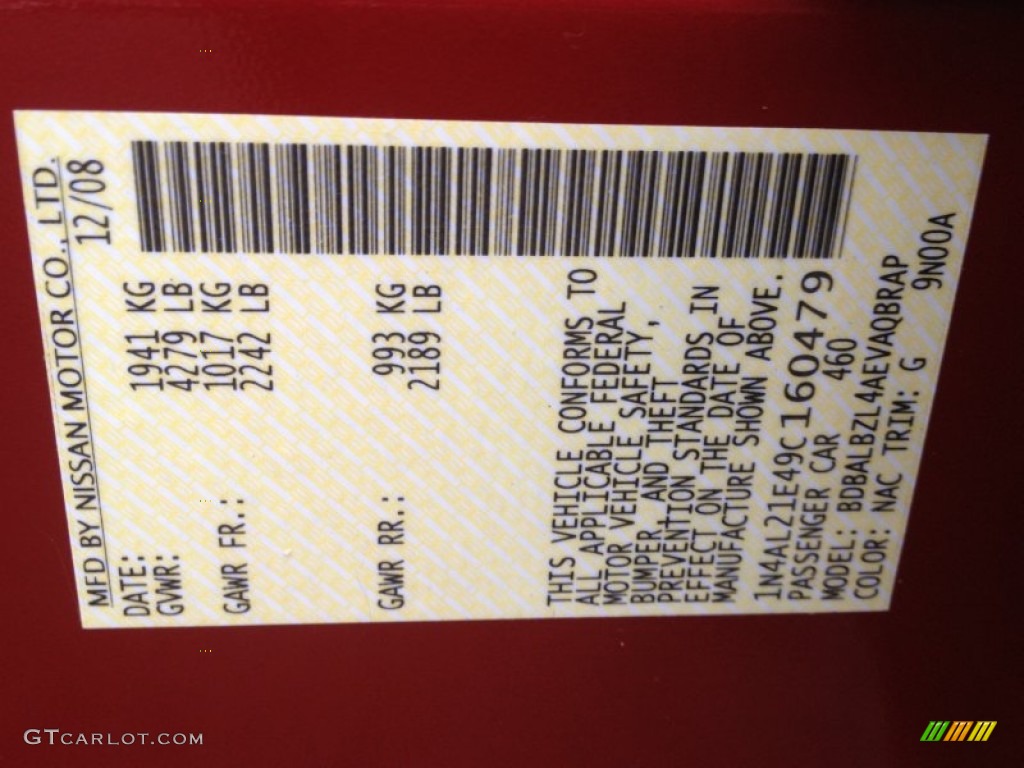 MFD BY NISSAN MOTOR CO., LTD.
DATE: 12/08
GVWR: 1941 KG
4279 LB
GAWR FR.: 1017 KG
2242 LB
GAWR RR.: 993 KG
2189 LB
THIS VEHICLE CONFORMS TO
ALL APPLICABLE FEDERAL
MOTOR VEHICLE SAFETY,
BUMPER, AND THEFT
PREVENTION STANDARDS IN
EFFECT ON THE DATE OF
MANUFACTURE SHOWN ABOVE.
1N4AL21E49C160479
PASSENGER CAR 460
MODEL: BDBALBZL4AEVAQBRAP
COLOR: NAC TRIM: G 9N00A
GTCARLOT.COM